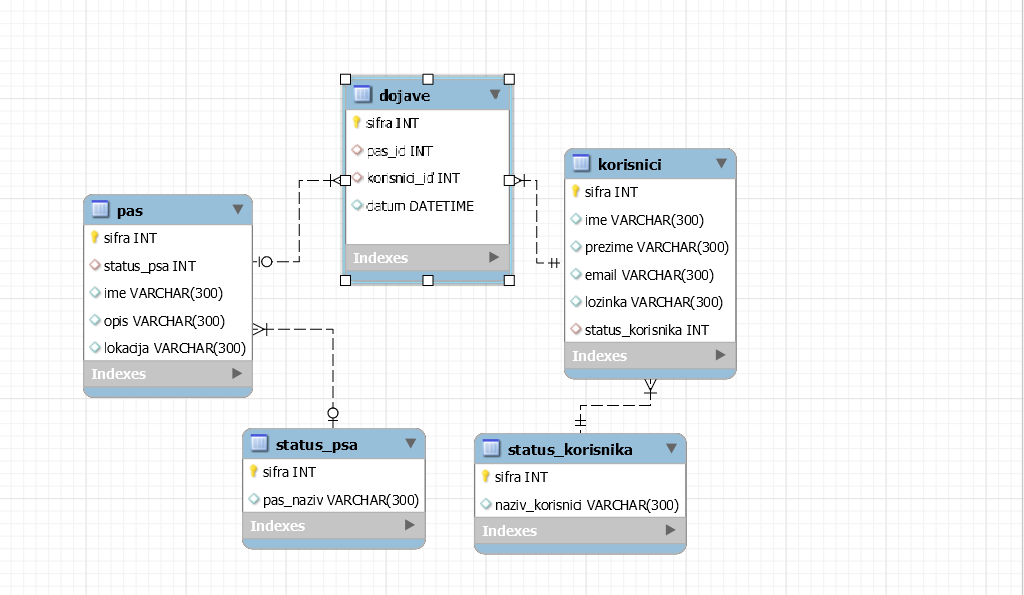 dojave
sifra INT
pas_id INT
korisnici_id INT
datum DATETIME
Indexes
korisnici
sifra INT
ime VARCHAR(300)
prezime VARCHAR(300)
email VARCHAR(300)
lozinka VARCHAR(300)
status_korisnika INT
Indexes
pas
sifra INT
status_psa INT
ime VARCHAR(300)
opis VARCHAR(300)
lokacija VARCHAR(300)
Indexes
status_psa
sifra INT
pas_naziv VARCHAR(300)
Indexes
status_korisnika
sifra INT
naziv_korisnici VARCHAR(300)
Indexes